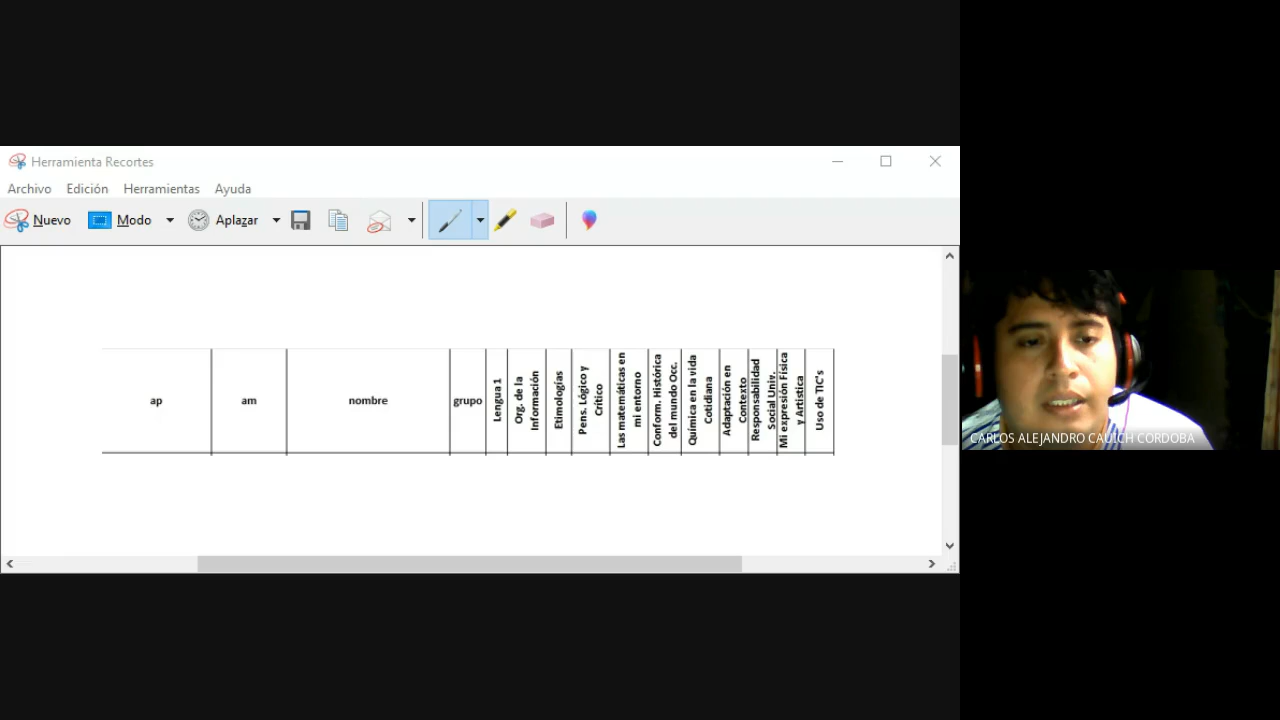 Herramienta Recortes
Archivo Edición Herramientas Ayuda
Nuevo Modo Aplazar
ap
am
nombre
grupo
Lengua 1
Org. de la
Información
Etimologías
Pens. Lógico y
Crítico
Las matemáticas en
mi entorno
Conform. Histórica
del mundo Occ.
Química en la vida
Cotidiana
Adaptación en
Contexto
Responsabilidad
Social Univ.
Mi expresión Física
y Artistica
Uso de TIC's
CARLOS ALEJANDRO CAUICH CORDOBA